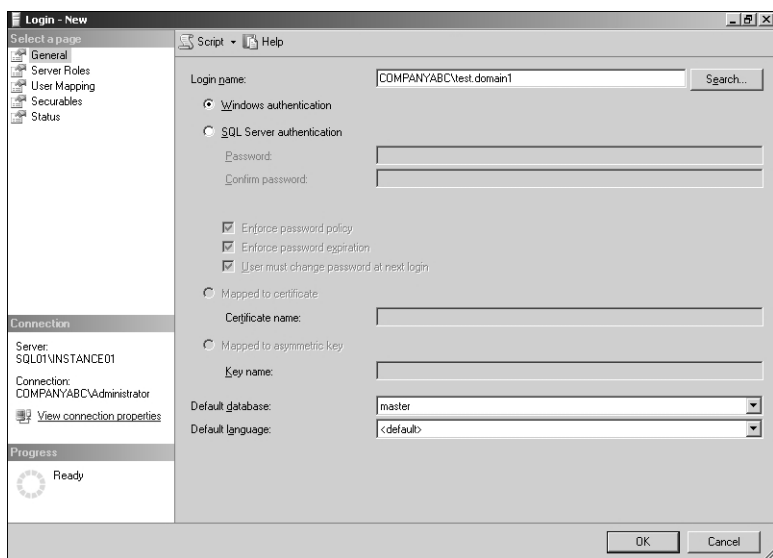 Login - New
Select a page
General
Server Roles
User Mapping
Securables
Status
Script
Help
Login name:
COMPANYABC\test.domain1
Search...
Windows authentication
SQL Server authentication
Password:
Confirm password:
Enforce password policy
Enforce password expiration
User must change password at next login
Mapped to certificate
Certificate name:
Mapped to asymmetric key
Key name:
Default database:
master
Default language:
<default>
Connection
Server:
SQL01\INSTANCE01
Connection:
COMPANYABC\Administrator
View connection properties
Progress
Ready
OK
Cancel